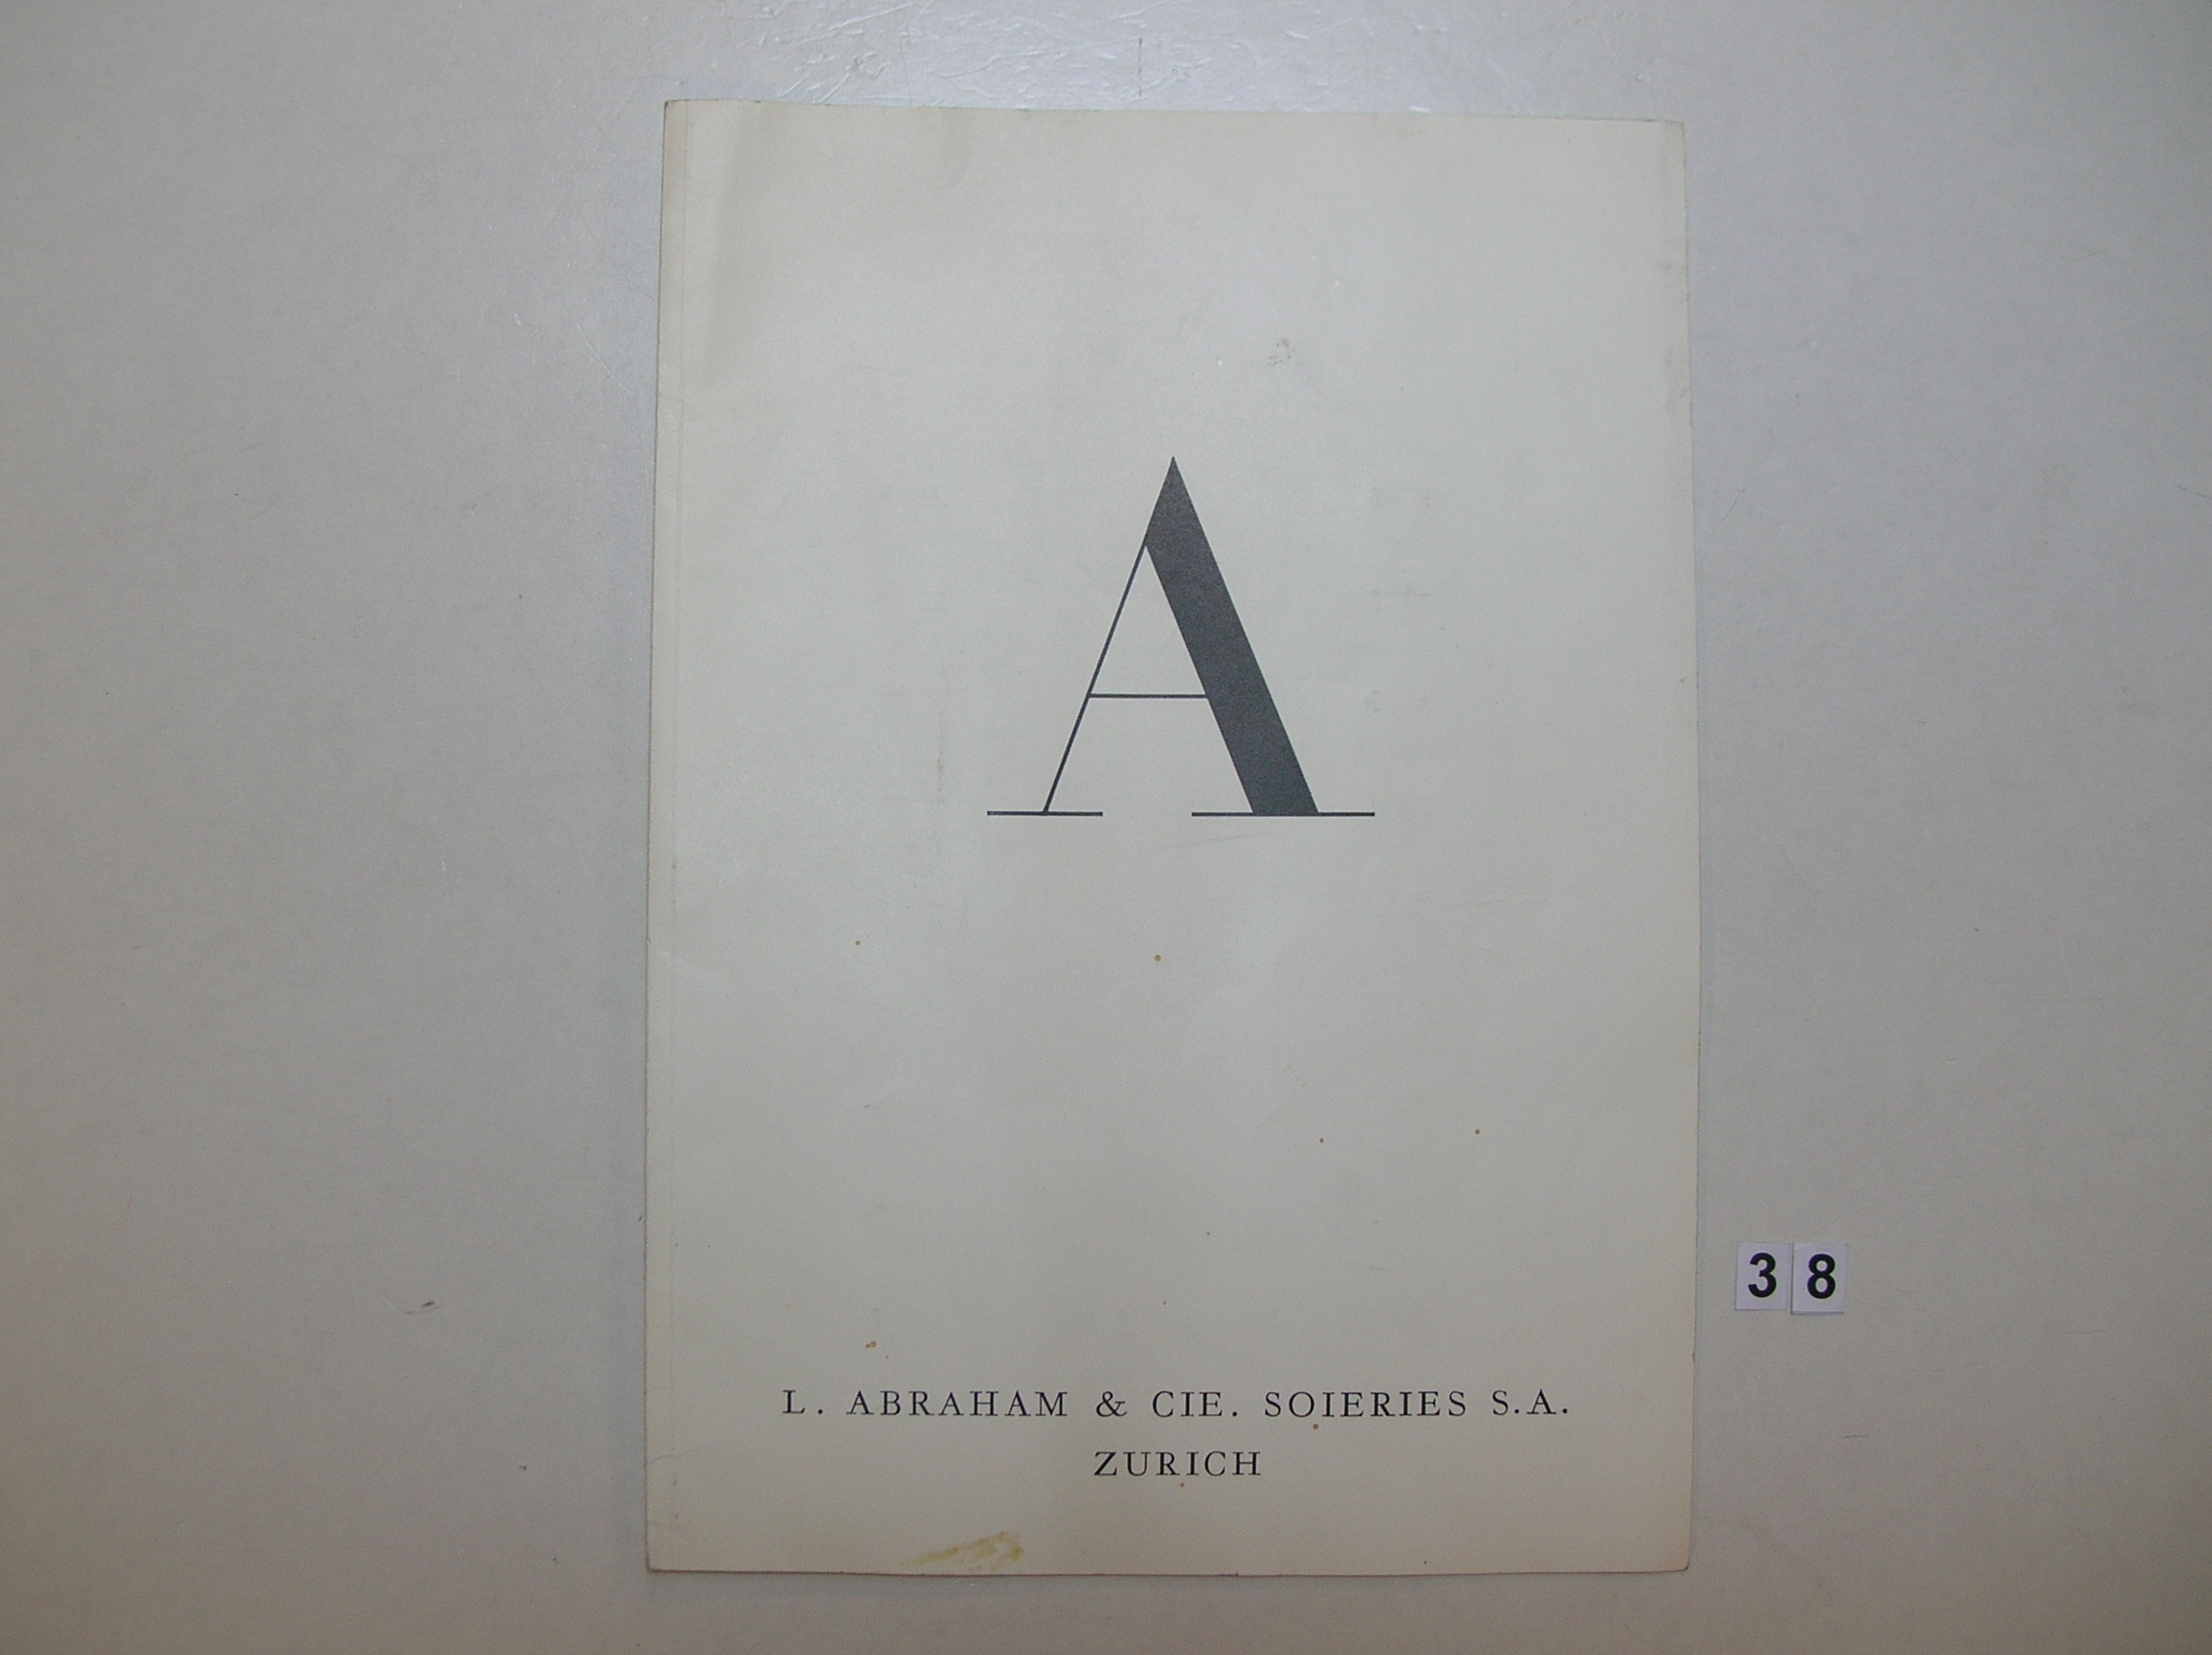 A
L. ABRAHAM & CIE. SOIERIES S.A.
ZURICH
38